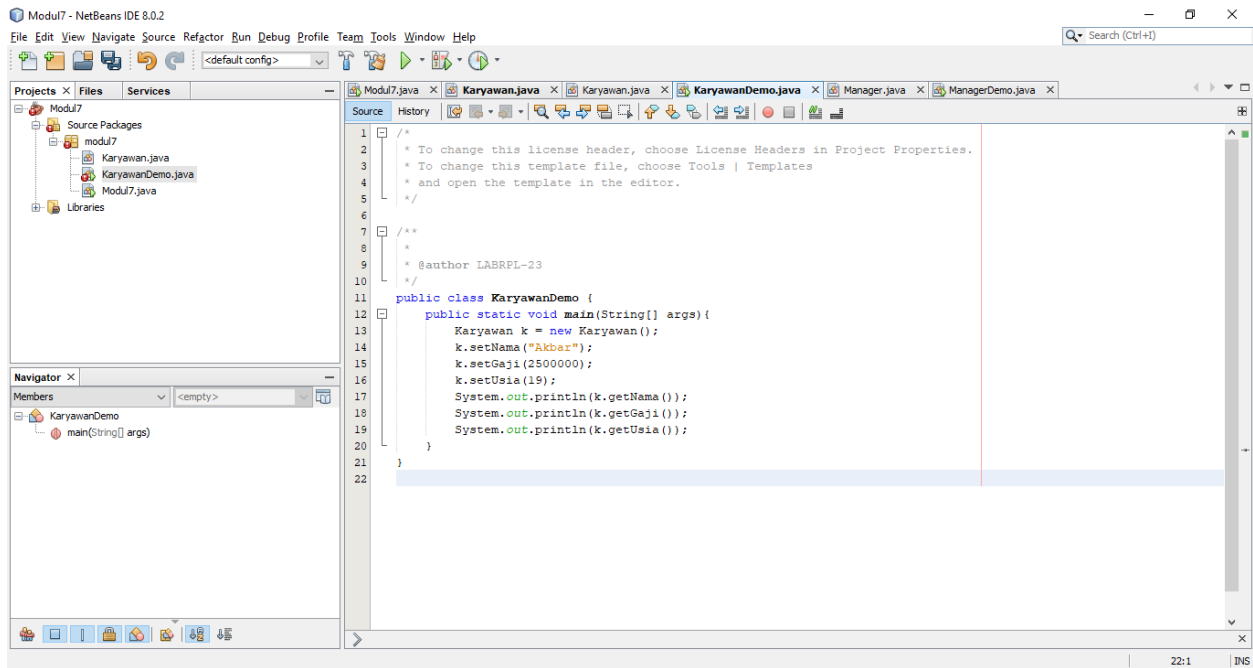 Modul7 - NetBeans IDE 8.0.2
File Edit View Navigate Source Refactor Run Debug Profile Team Tools Window Help
Search (Ctrl+I)
<default config>
Projects Files Services
Modul7
Source Packages
modul7
Karyawan.java
KaryawanDemo.java
Modul7.java
Libraries
Navigator
Members <empty>
KaryawanDemo
main(String[] args)
Modul7.java Karyawan.java Karyawan.java KaryawanDemo.java Manager.java ManagerDemo.java
Source History
1 /*
2 * To change this license header, choose License Headers in Project Properties.
3 * To change this template file, choose Tools | Templates
4 * and open the template in the editor.
5 */
6
7 /**
8 *
9 * @author LABRPL-23
10 */
11 public class KaryawanDemo {
12 public static void main(String[] args){
13 Karyawan k = new Karyawan();
14 k.setNama("Akbar");
15 k.setGaji(2500000);
16 k.setUsia(19);
17 System.out.println(k.getNama());
18 System.out.println(k.getGaji());
19 System.out.println(k.getUsia());
20 }
21 }
22
22:1 INS